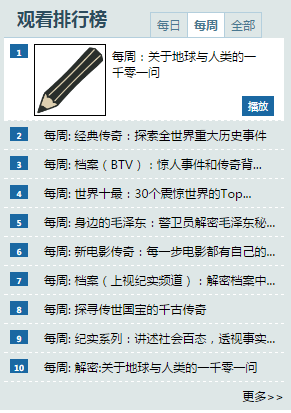 观看排行榜 每日 每周 全部
1 每周：关于地球与人类的一
千零一问
播放
2 每周: 经典传奇：探索全世界重大历史事件
3 每周: 档案（BTV）：惊人事件和传奇背...
4 每周: 世界十最：30个震惊世界的Top...
5 每周: 身边的毛泽东：警卫员解密毛泽东秘...
6 每周: 新电影传奇：每一步电影都有自己的...
7 每周: 档案（上视纪实频道）：解密档案中...
8 每周: 探寻传世国宝的千古传奇
9 每周: 纪实系列：讲述社会百态，透视事实...
10 每周: 解密:关于地球与人类的一千零一问
更多>>